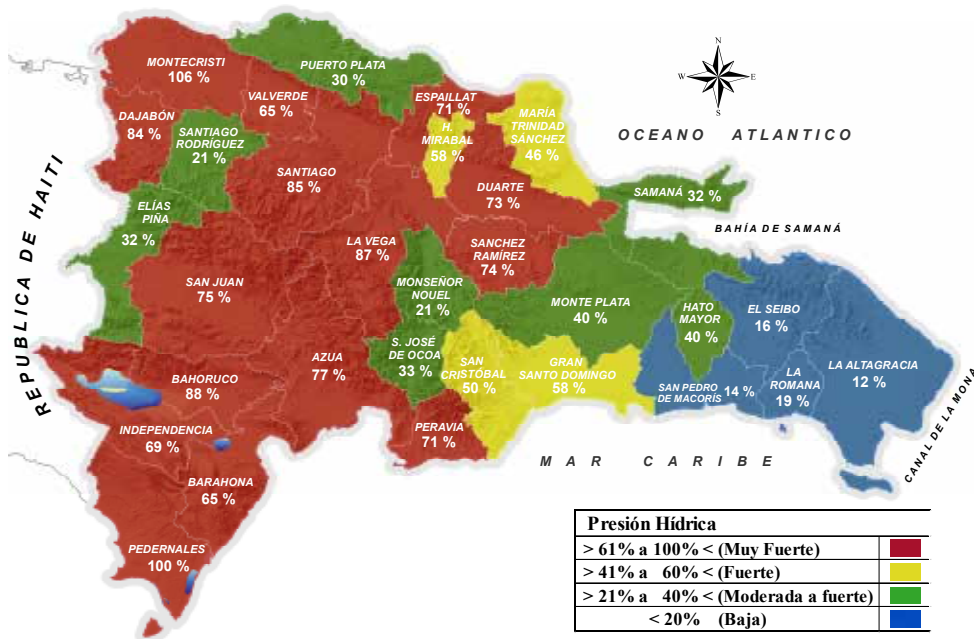 MONTECRISTI
106 %
PUERTO PLATA
30 %
N
W
E
S
VALVERDE
65 %
ESPAILLAT
71 %
DAJABÓN
84 %
SANTIAGO
RODRÍGUEZ
21 %
H.
MIRABAL
58 %
MARÍA
TRINIDAD
SÁNCHEZ
46 %
OCEANO ATLANTICO
SANTIAGO
85 %
DUARTE
73 %
SAMANÁ 32 %
ELÍAS
PIÑA
32 %
BAHÍA DE SAMANÁ
REPUBLICA DE HAITI
LA VEGA
87 %
SANCHEZ
RAMÍREZ
74 %
SAN JUAN
75 %
MONSEÑOR
NOUEL
21 %
MONTE PLATA
40 %
HATO
MAYOR
40 %
EL SEIBO
16 %
S. JOSÉ
DE OCOA
33 %
AZUA
77 %
SAN
CRISTÓBAL
50 %
GRAN
SANTO DOMINGO
58 %
LA ALTAGRACIA
12 %
LA
ROMANA
19 %
SAN PEDRO
DE MACORÍS
14 %
BAHORUCO
88 %
PERAVIA
71 %
INDEPENDENCIA
69 %
MAR CARIBE
CANAL DE LA MONA
BARAHONA
65 %
PEDERNALES
100 %
Presión Hídrica
> 61% a 100% < (Muy Fuerte)
> 41% a 60% < (Fuerte)
> 21% a 40% < (Moderada a fuerte)
< 20% (Baja)